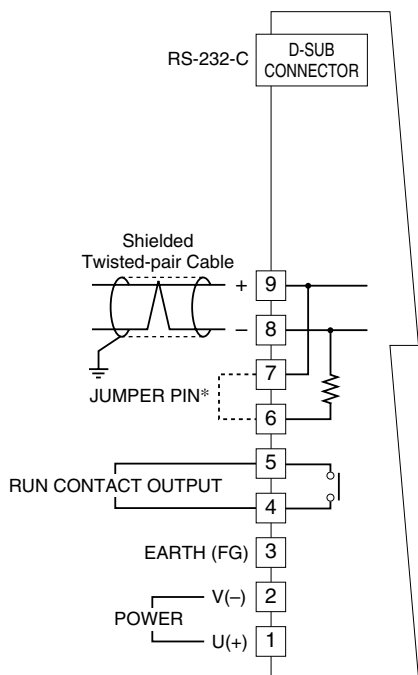 RS-232-C
D-SUB
CONNECTOR
Shielded
Twisted-pair Cable
+ 9
– 8
7
JUMPER PIN*
6
5
RUN CONTACT OUTPUT
4
EARTH (FG) 3
V(–) 2
POWER
U(+) 1